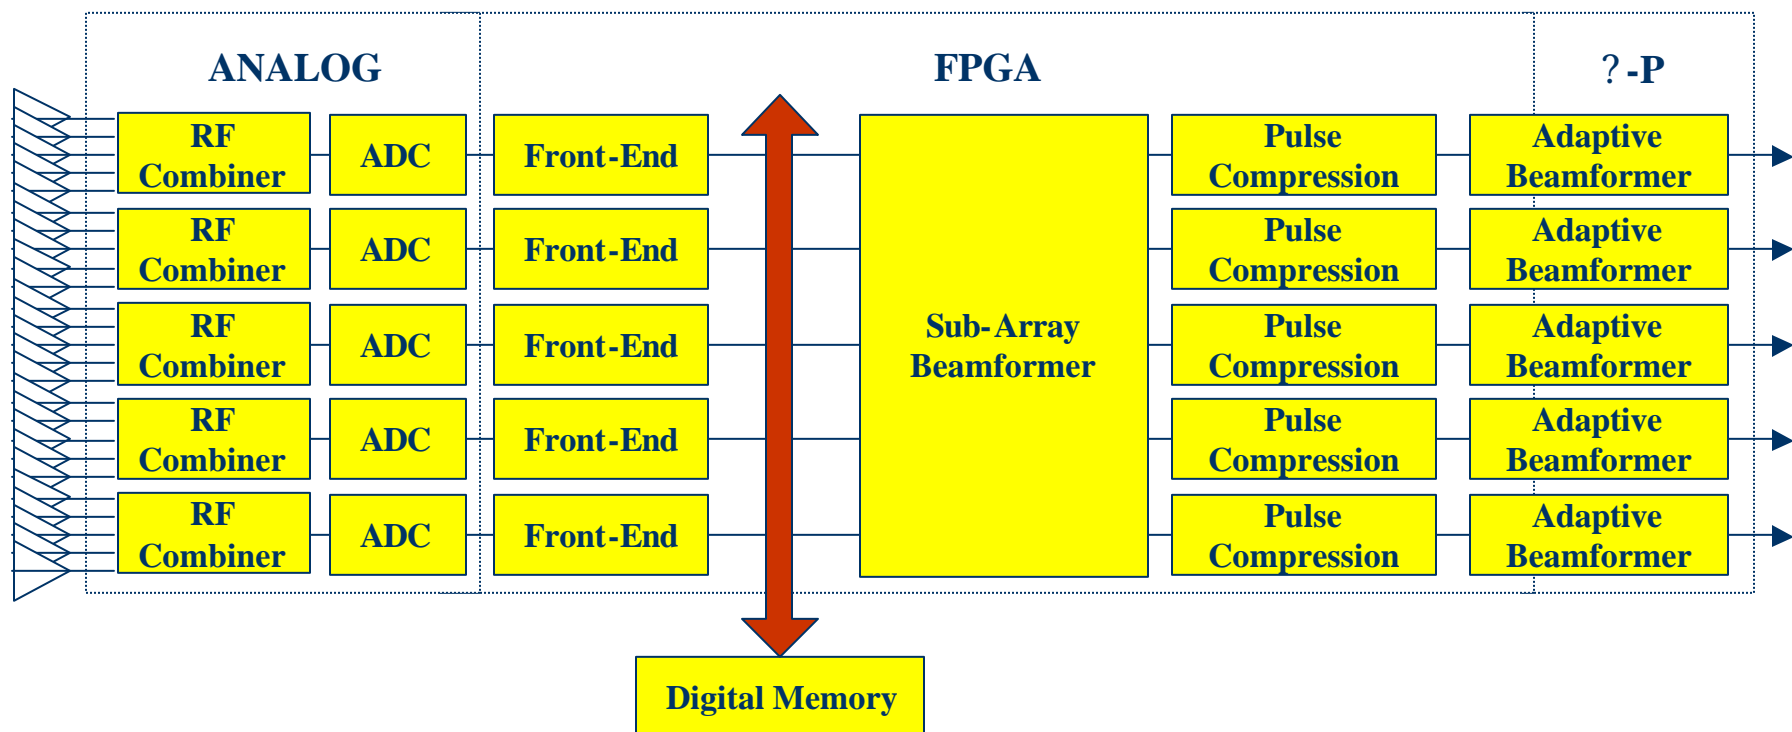 ANALOG
FPGA
?-P
RF
Combiner
ADC
Front-End
Pulse
Compression
Adaptive
Beamformer
RF
Combiner
ADC
Front-End
Pulse
Compression
Adaptive
Beamformer
RF
Combiner
ADC
Front-End
Sub-Array
Beamformer
Pulse
Compression
Adaptive
Beamformer
RF
Combiner
ADC
Front-End
Pulse
Compression
Adaptive
Beamformer
RF
Combiner
ADC
Front-End
Pulse
Compression
Adaptive
Beamformer
Digital Memory